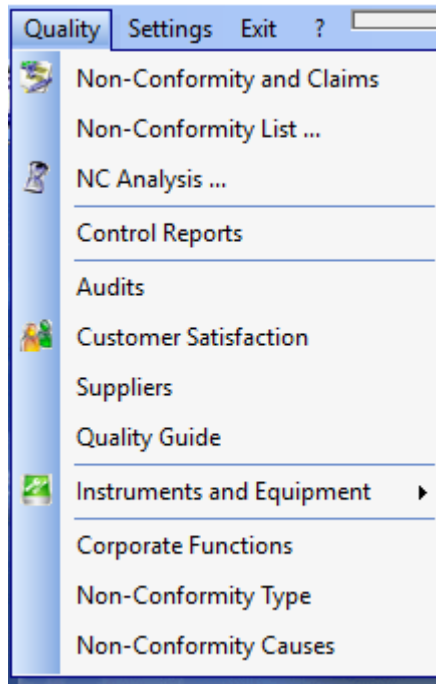 Quality Settings Exit ?
Non-Conformity and Claims
Non-Conformity List ...
NC Analysis ...
Control Reports
Audits
Customer Satisfaction
Suppliers
Quality Guide
Instruments and Equipment
Corporate Functions
Non-Conformity Type
Non-Conformity Causes